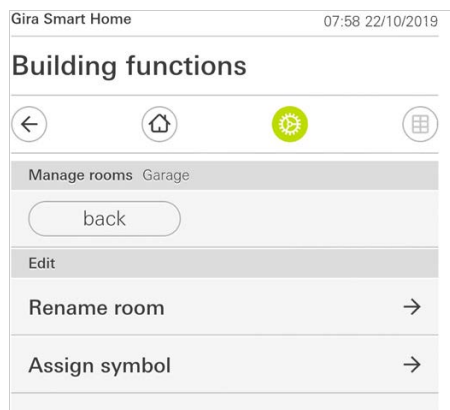 Gira Smart Home 07:58 22/10/2019
Building functions
Manage rooms Garage
back
Edit
Rename room
Assign symbol